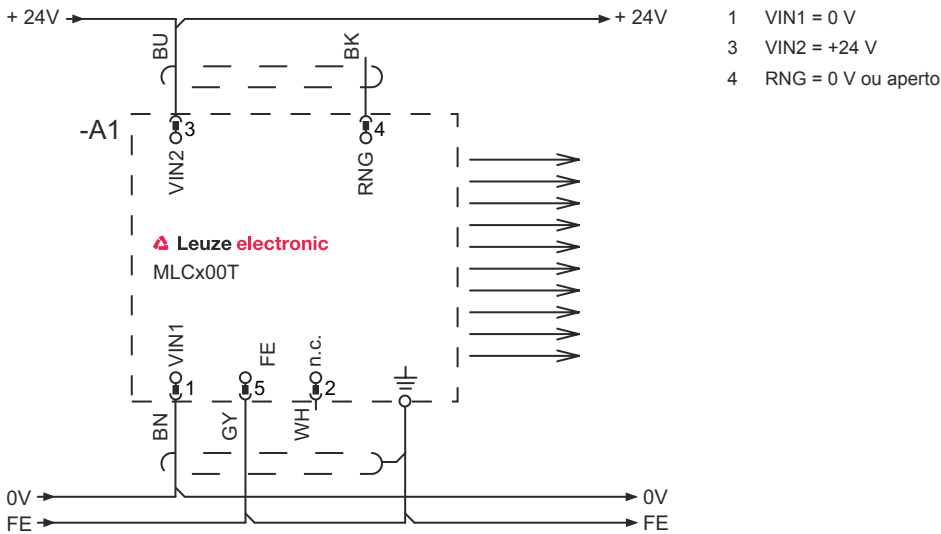 + 24V
+ 24V
1 VIN1 = 0 V
3 VIN2 = +24 V
4 RNG = 0 V ou aperto
BU
BK
-A1
3
4
VIN2
RNG
Leuze electronic
MLCx00T
VIN1
FE
n.c.
1
5
2
BN
GY
WH
0V
0V
FE
FE